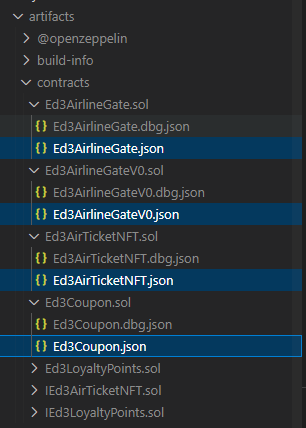 artifacts
@openzeppelin
build-info
contracts
Ed3AirlineGate.sol
{} Ed3AirlineGate.dbg.json
{} Ed3AirlineGate.json
Ed3AirlineGateV0.sol
{} Ed3AirlineGateV0.dbg.json
{} Ed3AirlineGateV0.json
Ed3AirTicketNFT.sol
{} Ed3AirTicketNFT.dbg.json
{} Ed3AirTicketNFT.json
Ed3Coupon.sol
{} Ed3Coupon.dbg.json
{} Ed3Coupon.json
Ed3LoyaltyPoints.sol
IEd3AirTicketNFT.sol
IEd3LoyaltyPoints.sol